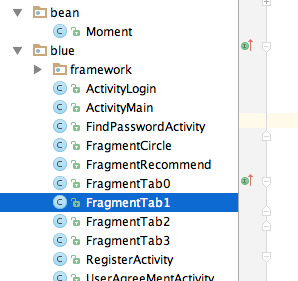 bean
Moment
blue
framework
ActivityLogin
ActivityMain
FindPasswordActivity
FragmentCircle
FragmentRecommend
FragmentTab0
FragmentTab1
FragmentTab2
FragmentTab3
RegisterActivity
UserAgreementActivity